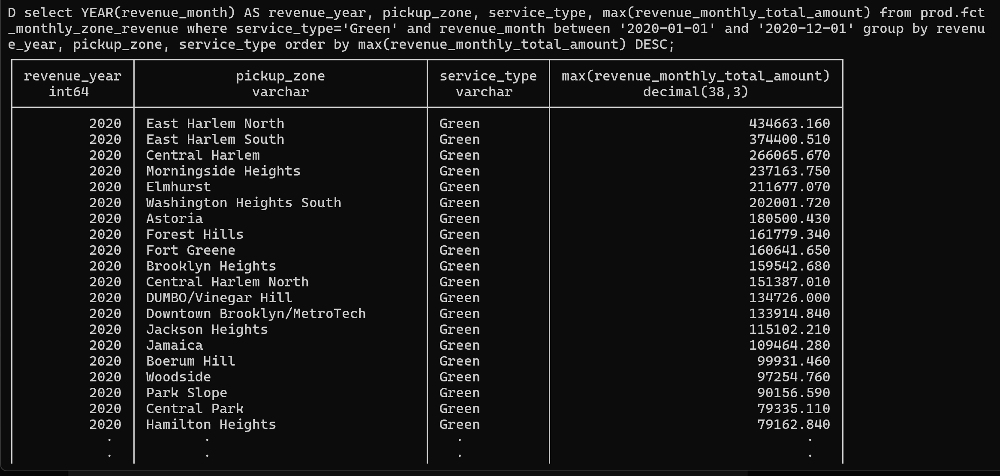 D select YEAR(revenue_month) AS revenue_year, pickup_zone, service_type, max(revenue_monthly_total_amount) from prod.fct
_monthly_zone_revenue where service_type='Green' and revenue_month between '2020-01-01' and '2020-12-01' group by revenu
e_year, pickup_zone, service_type order by max(revenue_monthly_total_amount) DESC;
revenue_year pickup_zone service_type max(revenue_monthly_total_amount)
int64 varchar varchar decimal(38,3)
2020 East Harlem North Green 434663.160
2020 East Harlem South Green 374400.510
2020 Central Harlem Green 266065.670
2020 Morningside Heights Green 237163.750
2020 Elmhurst Green 211677.070
2020 Washington Heights South Green 202001.720
2020 Astoria Green 180500.430
2020 Forest Hills Green 161779.340
2020 Fort Greene Green 160641.650
2020 Brooklyn Heights Green 159542.680
2020 Central Harlem North Green 151387.010
2020 DUMBO/Vinegar Hill Green 134726.000
2020 Downtown Brooklyn/MetroTech Green 133914.840
2020 Jackson Heights Green 115102.210
2020 Jamaica Green 109464.280
2020 Boerum Hill Green 99931.460
2020 Woodside Green 97254.760
2020 Park Slope Green 90156.590
2020 Central Park Green 79335.110
2020 Hamilton Heights Green 79162.840
· · · ·
· · · ·